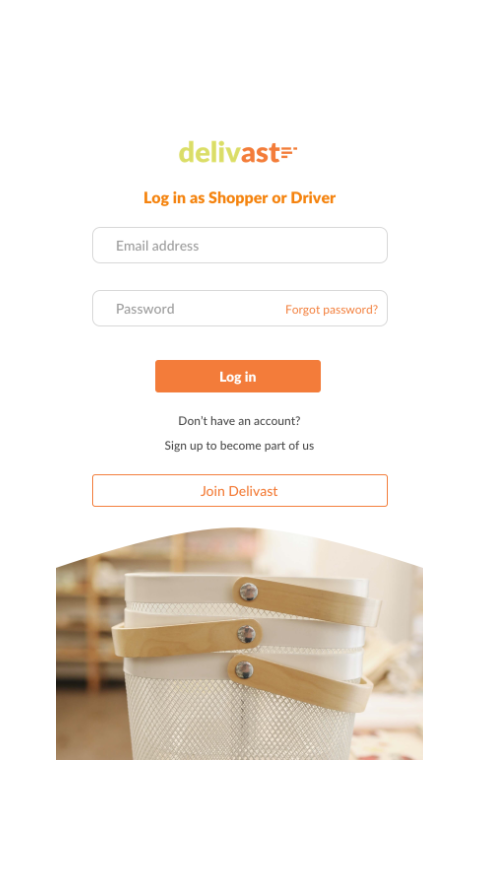 delivast
Log in as Shopper or Driver
Email address
Password
Forgot password?
Log in
Don't have an account?
Sign up to become part of us
Join Delivast